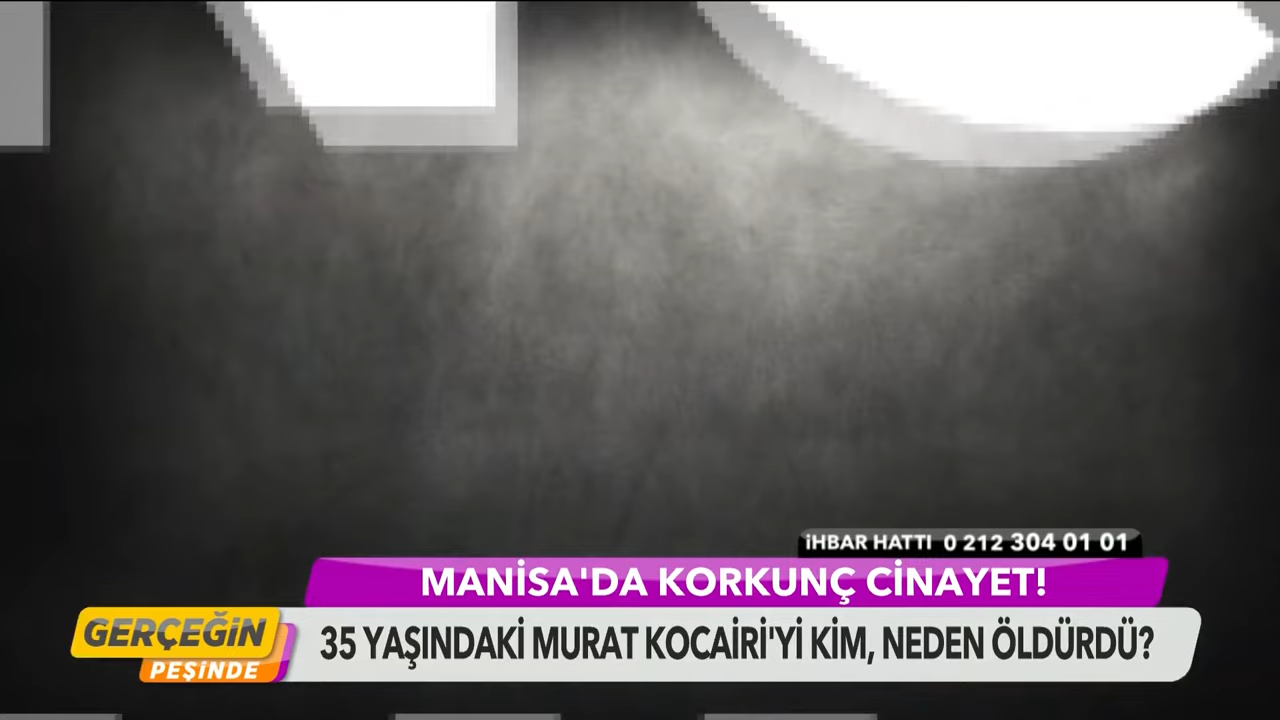 İHBAR HATTI 0 212 304 01 01
MANİSA'DA KORKUNÇ CİNAYET!
GERÇEĞİN
PEŞİNDE
35 YAŞINDAKİ MURAT KOCAİRİ'Yİ KİM, NEDEN ÖLDÜRDÜ?